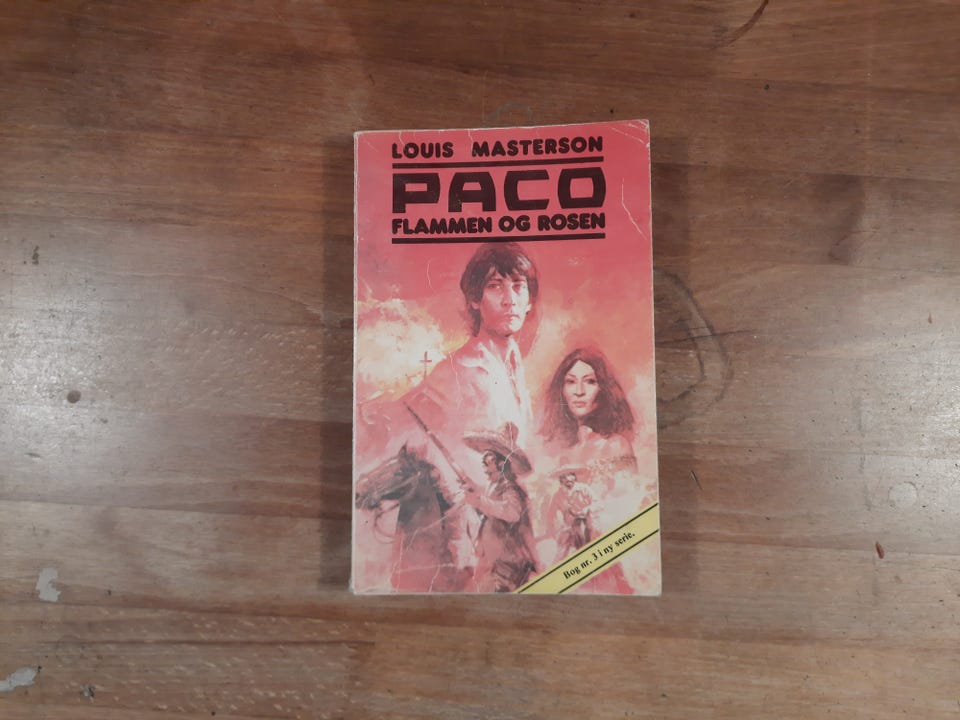 LOUIS MASTERSON
PACO
FLAMMEN OG ROSEN
Bog nr. 3 i ny serie.